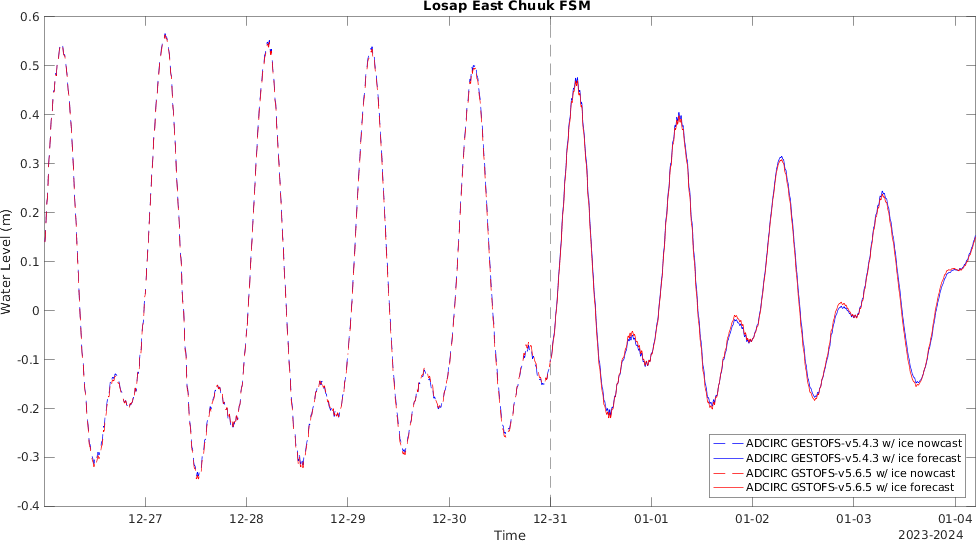 Losap East Chuuk FSM
0.6
0.5
0.4
0.3
0.2
0.1
0
-0.1
-0.2
-0.3
-0.4
Water Level (m)
ADCIRC GESTOFS-v5.4.3 w/ ice nowcast
ADCIRC GESTOFS-v5.4.3 w/ ice forecast
ADCIRC GSTOFS-v5.6.5 w/ ice nowcast
ADCIRC GSTOFS-v5.6.5 w/ ice forecast
12-27 12-28 12-29 12-30 12-31 01-01 01-02 01-03 01-04
Time
2023-2024